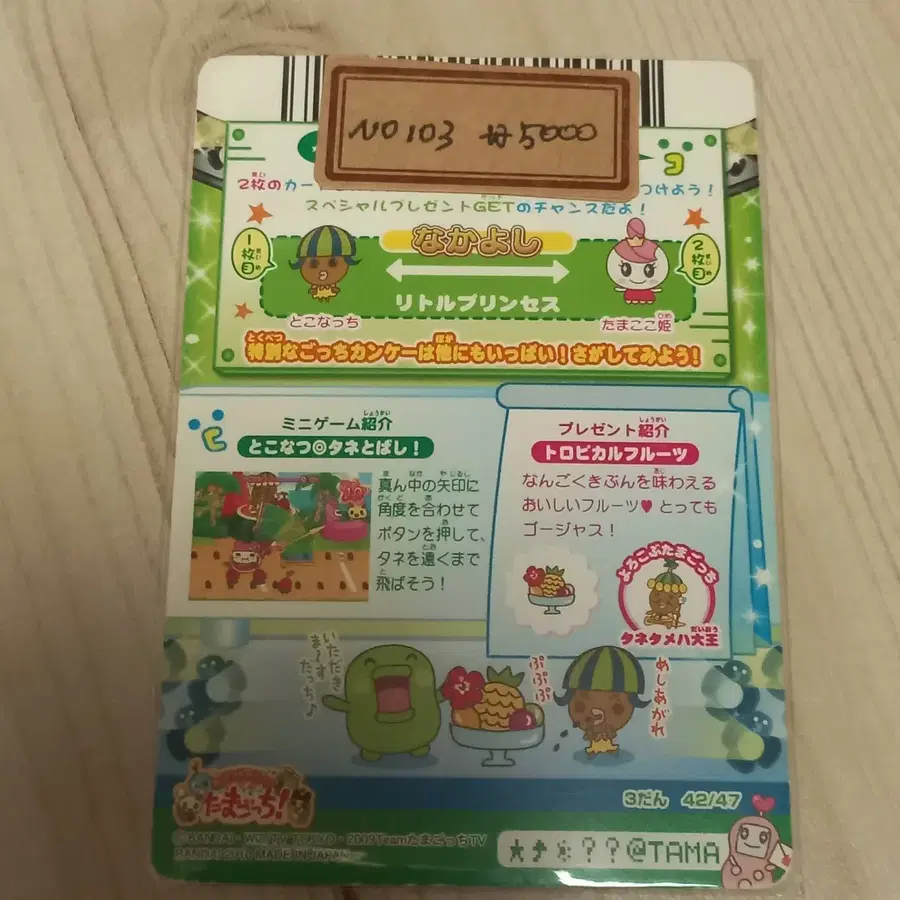 NO103 #5000
2枚のカー
つけよう!
スペシャルプレゼントGETのチャンスだよ!
1枚目
なかよし
2枚目
リトルプリンセス
とこなっち
たまここ姫
特別なごっちカンケーは他にもいっぱい!さがしてみよう!
ミニゲーム紹介
とこなつ◎タネとばし!
真ん中の矢印に
角度を合わせて
ボタンを押して、
タネを遠くまで
飛ばそう!
プレゼント紹介
トロピカルフルーツ
なんごくきぶんを味わえる
おいしいフルーツ♥とっても
ゴージャス!
よろこぶたまごっち
タネタメハ大王
いただき
ま〜す
だっち♪
ぷぷぷぷ
めしあがれ
たまごっち!
3だん 42/47
©BANDAI・WiZ/TV TOKYO・2009TeamたまごっちTV
BANDAI 2010 MADE IN JAPAN
??@TAMA